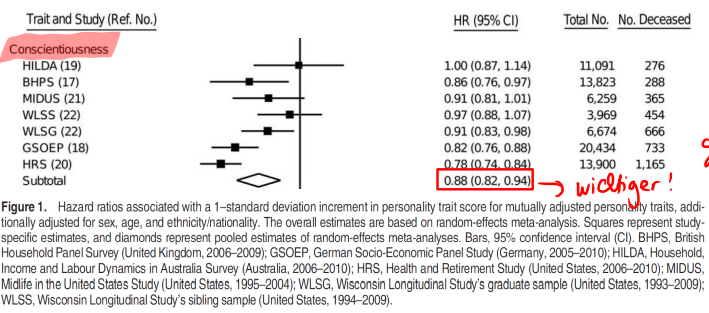 Trait and Study (Ref. No.) HR (95% CI) Total No. No. Deceased
Conscientiousness
HILDA (19) 1.00 (0.87, 1.14) 11,091 276
BHPS (17) 0.86 (0.76, 0.97) 13,823 288
MIDUS (21) 0.91 (0.81, 1.01) 6,259 365
WLSS (22) 0.97 (0.88, 1.07) 3,969 454
WLSG (22) 0.91 (0.83, 0.98) 6,674 666
GSOEP (18) 0.82 (0.76, 0.88) 20,434 733
HRS (20) 0.78 (0.74, 0.84) 13,900 1,165
Subtotal 0.88 (0.82, 0.94) → wichtiger!
Figure 1. Hazard ratios associated with a 1–standard deviation increment in personality trait score for mutually adjusted personality traits, addi-
tionally adjusted for sex, age, and ethnicity/nationality. The overall estimates are based on random-effects meta-analysis. Squares represent study-
specific estimates, and diamonds represent pooled estimates of random-effects meta-analyses. Bars, 95% confidence interval (CI). BHPS, British
Household Panel Survey (United Kingdom, 2006–2009); GSOEP, German Socio-Economic Panel Study (Germany, 2005–2010); HILDA, Household,
Income and Labour Dynamics in Australia Survey (Australia, 2006–2010); HRS, Health and Retirement Study (United States, 2006–2010); MIDUS,
Midlife in the United States Study (United States, 1995–2004); WLSG, Wisconsin Longitudinal Study's graduate sample (United States, 1993–2009);
WLSS, Wisconsin Longitudinal Study's sibling sample (United States, 1994–2009).